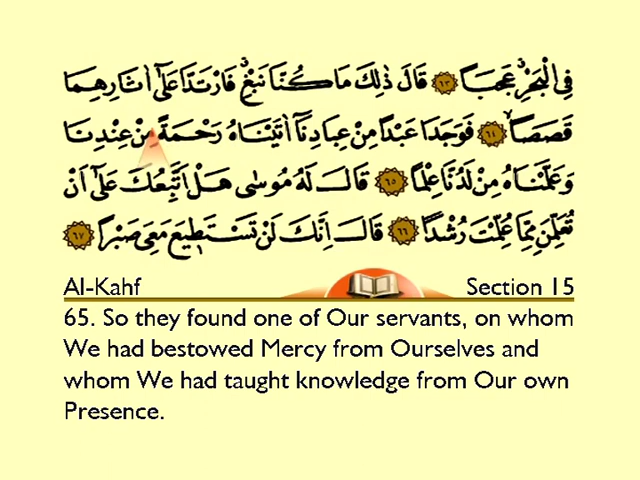 فِي الْبَحْرِ عَجَبًا ﴿٦٣﴾ قَالَ ذٰلِكَ مَا كُنَّا نَبْغِ فَارْتَدَّا عَلٰٓى اٰثَارِهِمَا
قَصَصًا ﴿٦٤﴾ فَوَجَدَا عَبْدًا مِنْ عِبَادِنَٓا اٰتَيْنَاهُ رَحْمَةً مِنْ عِنْدِنَا
وَعَلَّمْنَاهُ مِنْ لَدُنَّا عِلْمًا ﴿٦٥﴾ قَالَ لَهُ مُوسٰى هَلْ اَتَّبِعُكَ عَلٰٓى اَنْ
تُعَلِّمَنِ مِمَّا عُلِّمْتَ رُشْدًا ﴿٦٦﴾ قَالَ اِنَّكَ لَنْ تَسْتَطِيعَ مَعِيَ صَبْرًا ﴿٦٧﴾
Al-Kahf Section 15
65. So they found one of Our servants, on whom
We had bestowed Mercy from Ourselves and
whom We had taught knowledge from Our own
Presence.